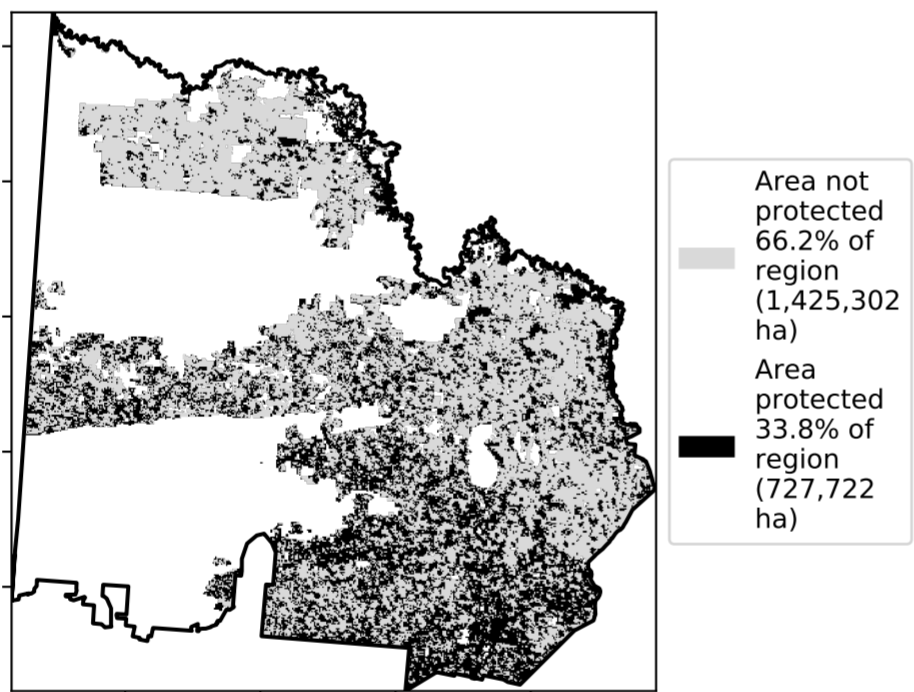 Area not
protected
66.2% of
region
(1,425,302
ha)
Area
protected
33.8% of
region
(727,722
ha)